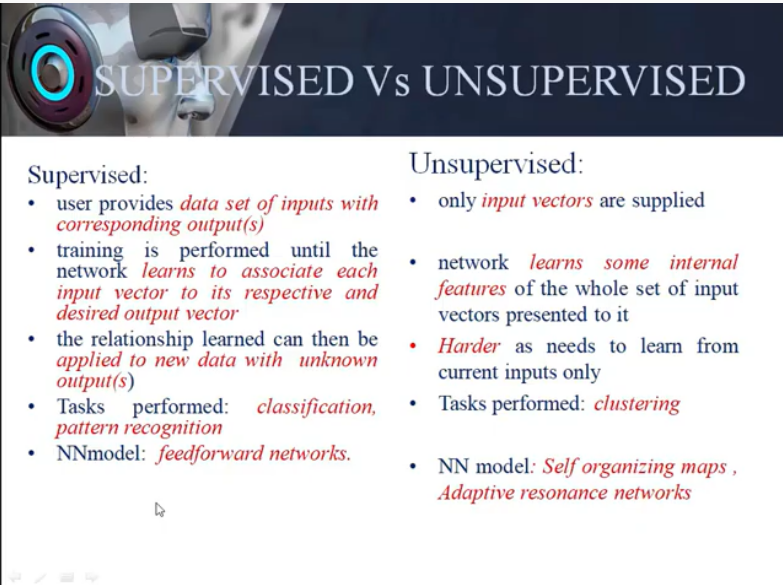 SUPERVISED Vs UNSUPERVISED
Supervised:
• user provides data set of inputs with
corresponding output(s)
• training is performed until the
network learns to associate each
input vector to its respective and
desired output vector
• the relationship learned can then be
applied to new data with unknown
output(s)
• Tasks performed: classification,
pattern recognition
• NNmodel: feedforward networks.
Unsupervised:
• only input vectors are supplied
• network learns some internal
features of the whole set of input
vectors presented to it
• Harder as needs to learn from
current inputs only
• Tasks performed: clustering
• NN model: Self organizing maps ,
Adaptive resonance networks